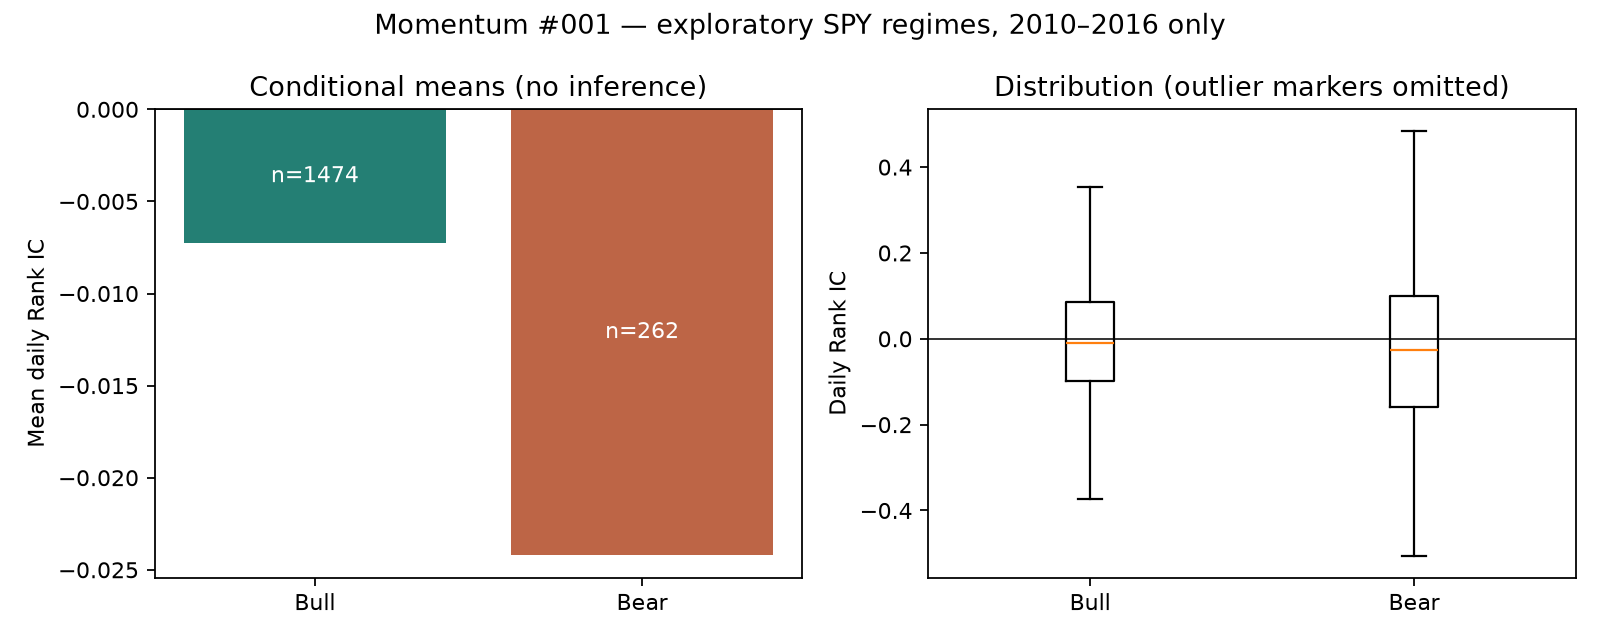 Momentum #001 — exploratory SPY regimes, 2010–2016 only
Conditional means (no inference)
Mean daily Rank IC
0.000
−0.005
−0.010
−0.015
−0.020
−0.025
n=1474
n=262
Bull
Bear
Distribution (outlier markers omitted)
Daily Rank IC
0.4
0.2
0.0
−0.2
−0.4
Bull
Bear